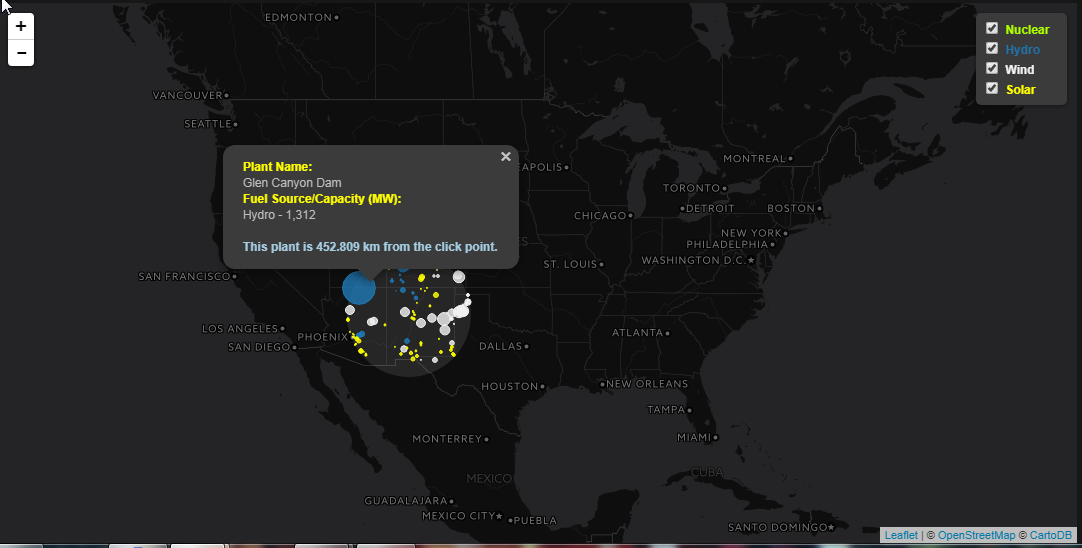 +
−
EDMONTON
Nuclear
Hydro
Wind
Solar
VANCOUVER
SEATTLE
×
Plant Name:
Glen Canyon Dam
Fuel Source/Capacity (MW):
Hydro - 1,312
This plant is 452.809 km from the click point.
EAPOLIS
MONTREAL
TORONTO
DETROIT
BOSTON
CHICAGO
NEW YORK
PHILADELPHIA
ES
ST. LOUIS
WASHINGTON D.C.
SAN FRANCISCO
LOS ANGELES
PHOENIX
SAN DIEGO
ATLANTA
DALLAS
HOUSTON
NEW ORLEANS
TAMPA
MIAMI
MONTERREY
MEXICO
CUBA
GUADALAJARA
MEXICO CITY
PUEBLA
SANTO DOMINGO
Leaflet | © OpenStreetMap © CartoDB